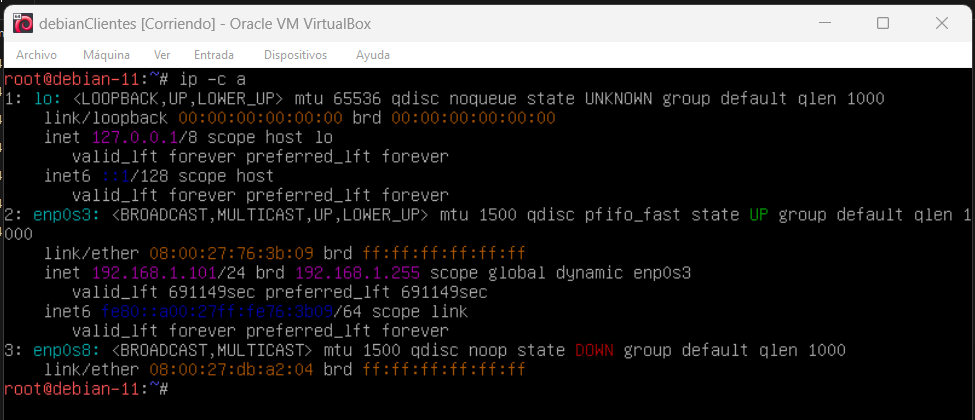 debianClientes [Corriendo] - Oracle VM VirtualBox
Archivo Máquina Ver Entrada Dispositivos Ayuda
root@debian-11:~# ip -c a
1: lo: <LOOPBACK,UP,LOWER_UP> mtu 65536 qdisc noqueue state UNKNOWN group default qlen 1000
    link/loopback 00:00:00:00:00:00 brd 00:00:00:00:00:00
    inet 127.0.0.1/8 scope host lo
       valid_lft forever preferred_lft forever
    inet6 ::1/128 scope host
       valid_lft forever preferred_lft forever
2: enp0s3: <BROADCAST,MULTICAST,UP,LOWER_UP> mtu 1500 qdisc pfifo_fast state UP group default qlen 1
000
    link/ether 08:00:27:76:3b:09 brd ff:ff:ff:ff:ff:ff
    inet 192.168.1.101/24 brd 192.168.1.255 scope global dynamic enp0s3
       valid_lft 691149sec preferred_lft 691149sec
    inet6 fe80::a00:27ff:fe76:3b09/64 scope link
       valid_lft forever preferred_lft forever
3: enp0s8: <BROADCAST,MULTICAST> mtu 1500 qdisc noop state DOWN group default qlen 1000
    link/ether 08:00:27:db:a2:04 brd ff:ff:ff:ff:ff:ff
root@debian-11:~#